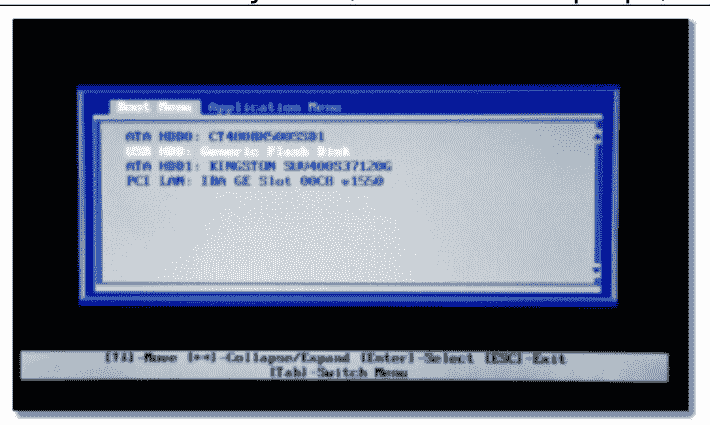 Boot Menu Application Menu
ATA HDD0:
USB HDD: Generic Flash Disk
ATA HDD1: KINGSTON SUV400S37120G
PCI LAN: IBA GE Slot 00C8 v1550
[↑↓]-Move [←→]-Collapse/Expand [Enter]-Select [ESC]-Exit
[Tab]-Switch Menu